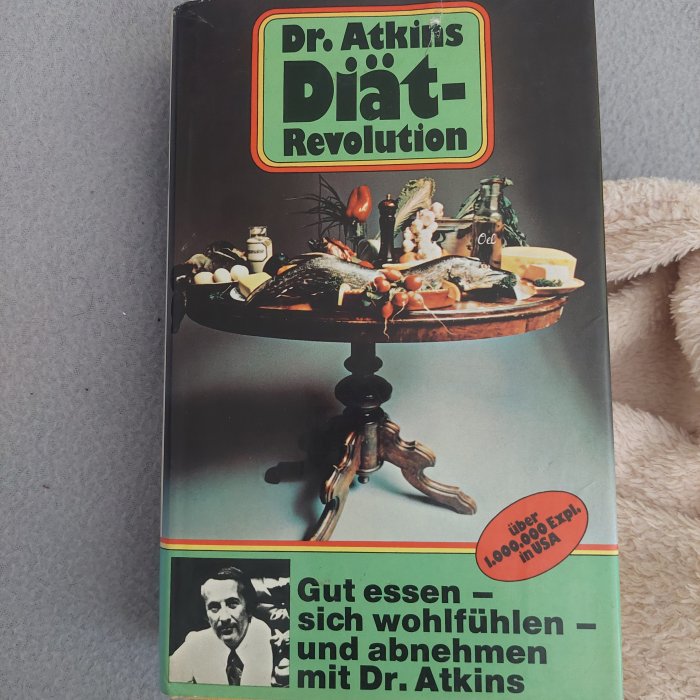 Dr. Atkins
Diät-
Revolution
Oel
über
1.000.000 Expl.
in USA
Gut essen –
sich wohlfühlen –
und abnehmen
mit Dr. Atkins